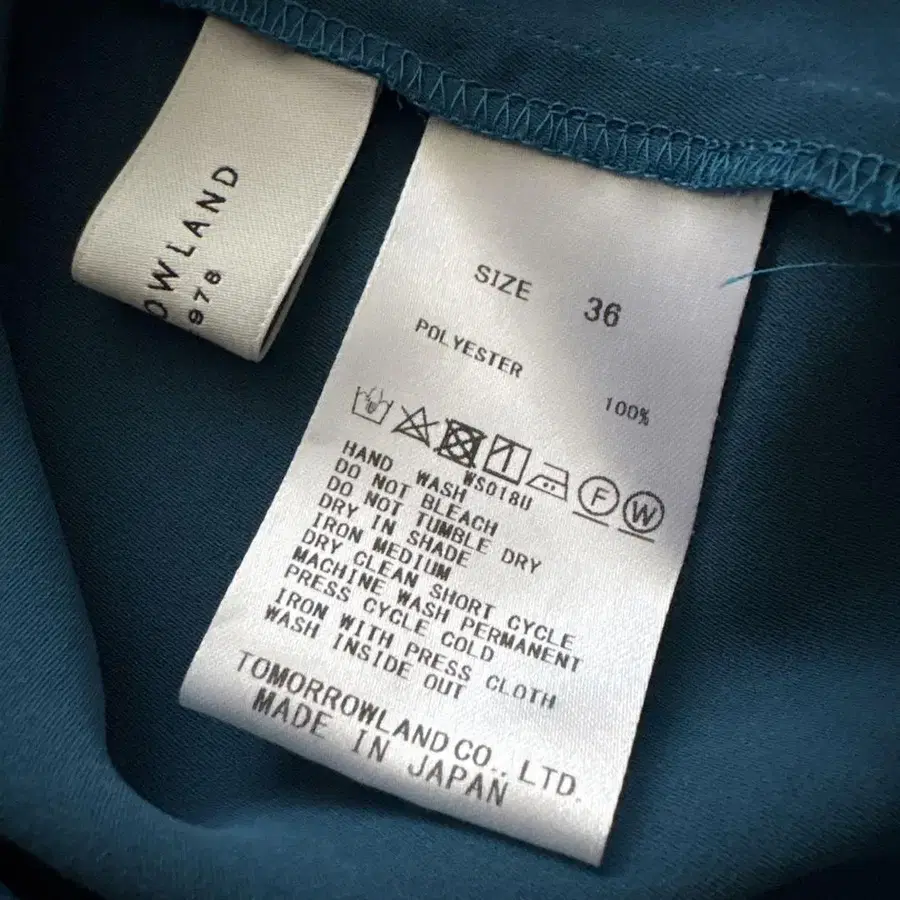 OWLAND
978
SIZE 36
POLYESTER
100%
F W
WS018U
HAND WASH
DO NOT BLEACH
DO NOT TUMBLE DRY
DRY IN SHADE
IRON MEDIUM
DRY CLEAN SHORT CYCLE
MACHINE WASH PERMANENT
PRESS CYCLE COLD
IRON WITH PRESS CLOTH
WASH INSIDE OUT
TOMORROWLAND CO., LTD.
MADE IN JAPAN